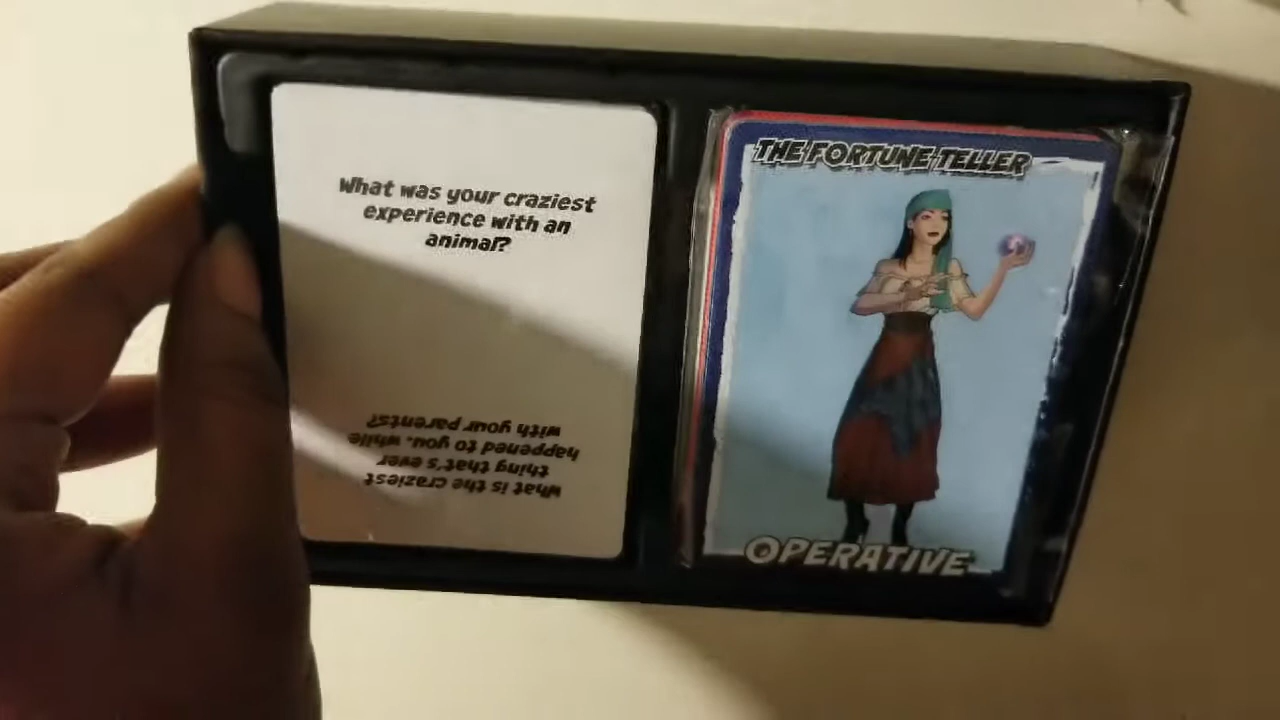 What was your craziest
experience with an
animal?
What is the craziest
thing that's ever
happened to you, while
with your parents?
THE FORTUNE TELLER
OPERATIVE